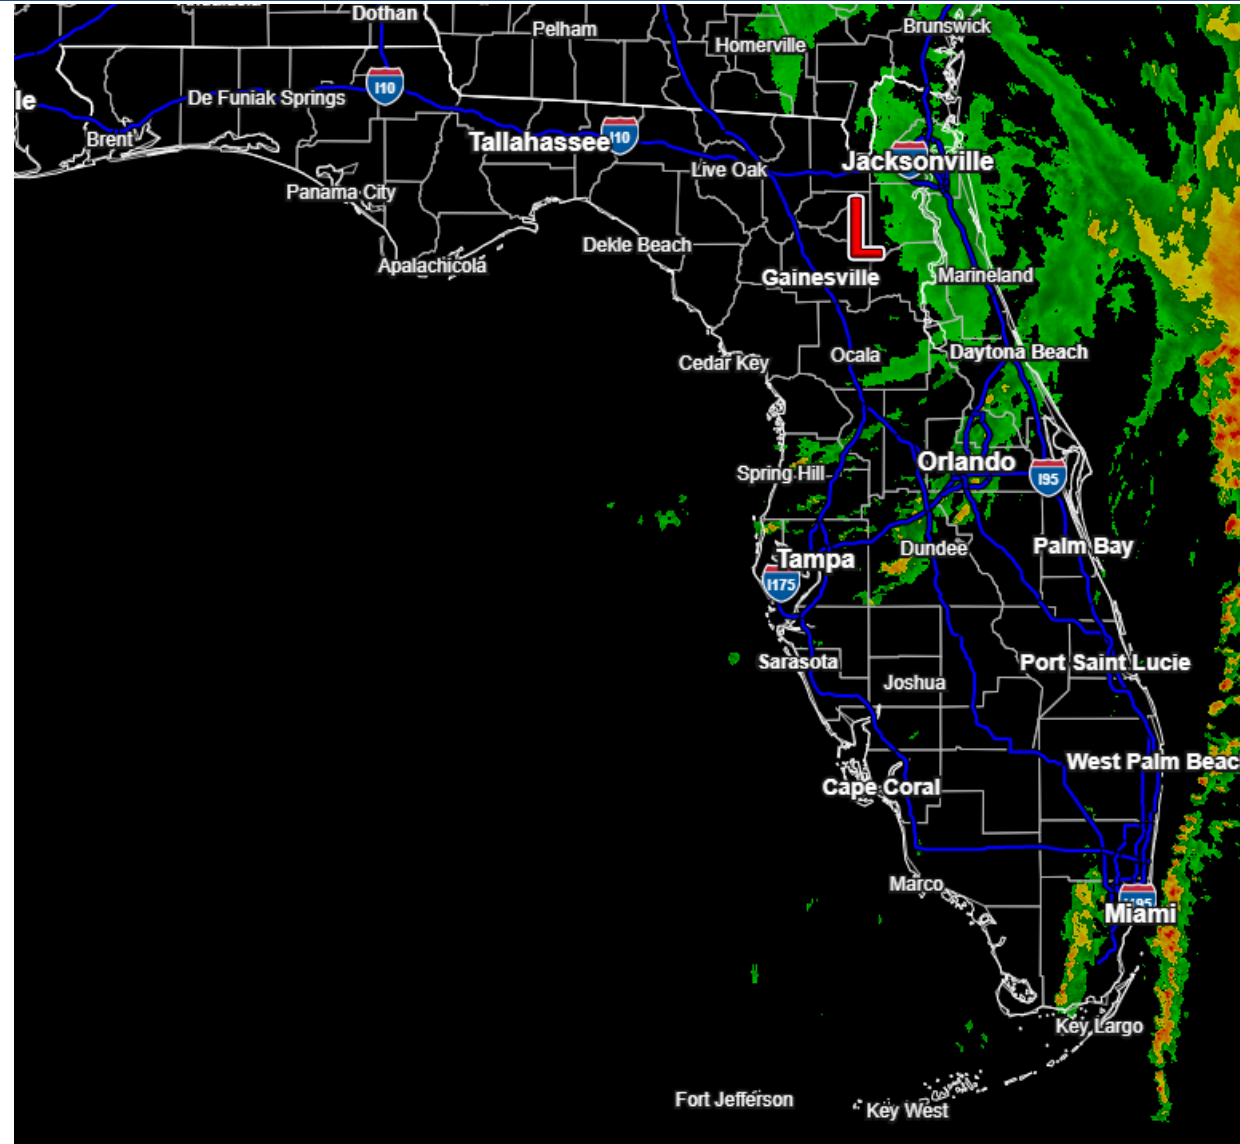 Dothan
Pelham
Brunswick
Homerville
I10
le
De Funiak Springs
Brent
Tallahassee
I10
Jacksonville
Live Oak
Panama City
L
Dekle Beach
Apalachicola
Gainesville
Marineland
Cedar Key
Ocala
Daytona Beach
Orlando
Spring Hill
I95
Dundee
Palm Bay
Tampa
I175
Sarasota
Port Saint Lucie
Joshua
West Palm Beac
Cape Coral
Marco
Miami
Key Largo
Fort Jefferson
Key West